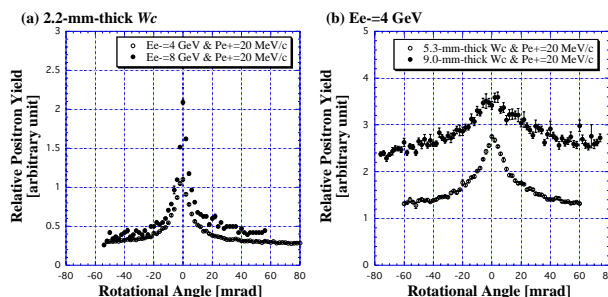 (a) 2.2-mm-thick Wc
Ee-=4 GeV & Pe+=20 MeV/c
Ee-=8 GeV & Pe+=20 MeV/c
Relative Positron Yield
[arbitrary unit]
3
2.5
2
1.5
1
0.5
0
-80 -60 -40 -20 0 20 40 60 80
Rotational Angle [mrad]
(b) Ee-=4 GeV
5.3-mm-thick Wc & Pe+=20 MeV/c
9.0-mm-thick Wc & Pe+=20 MeV/c
Relative Positron Yield
[arbitrary unit]
5
4
3
2
1
0
-80 -60 -40 -20 0 20 40 60 80
Rotational Angle [mrad]